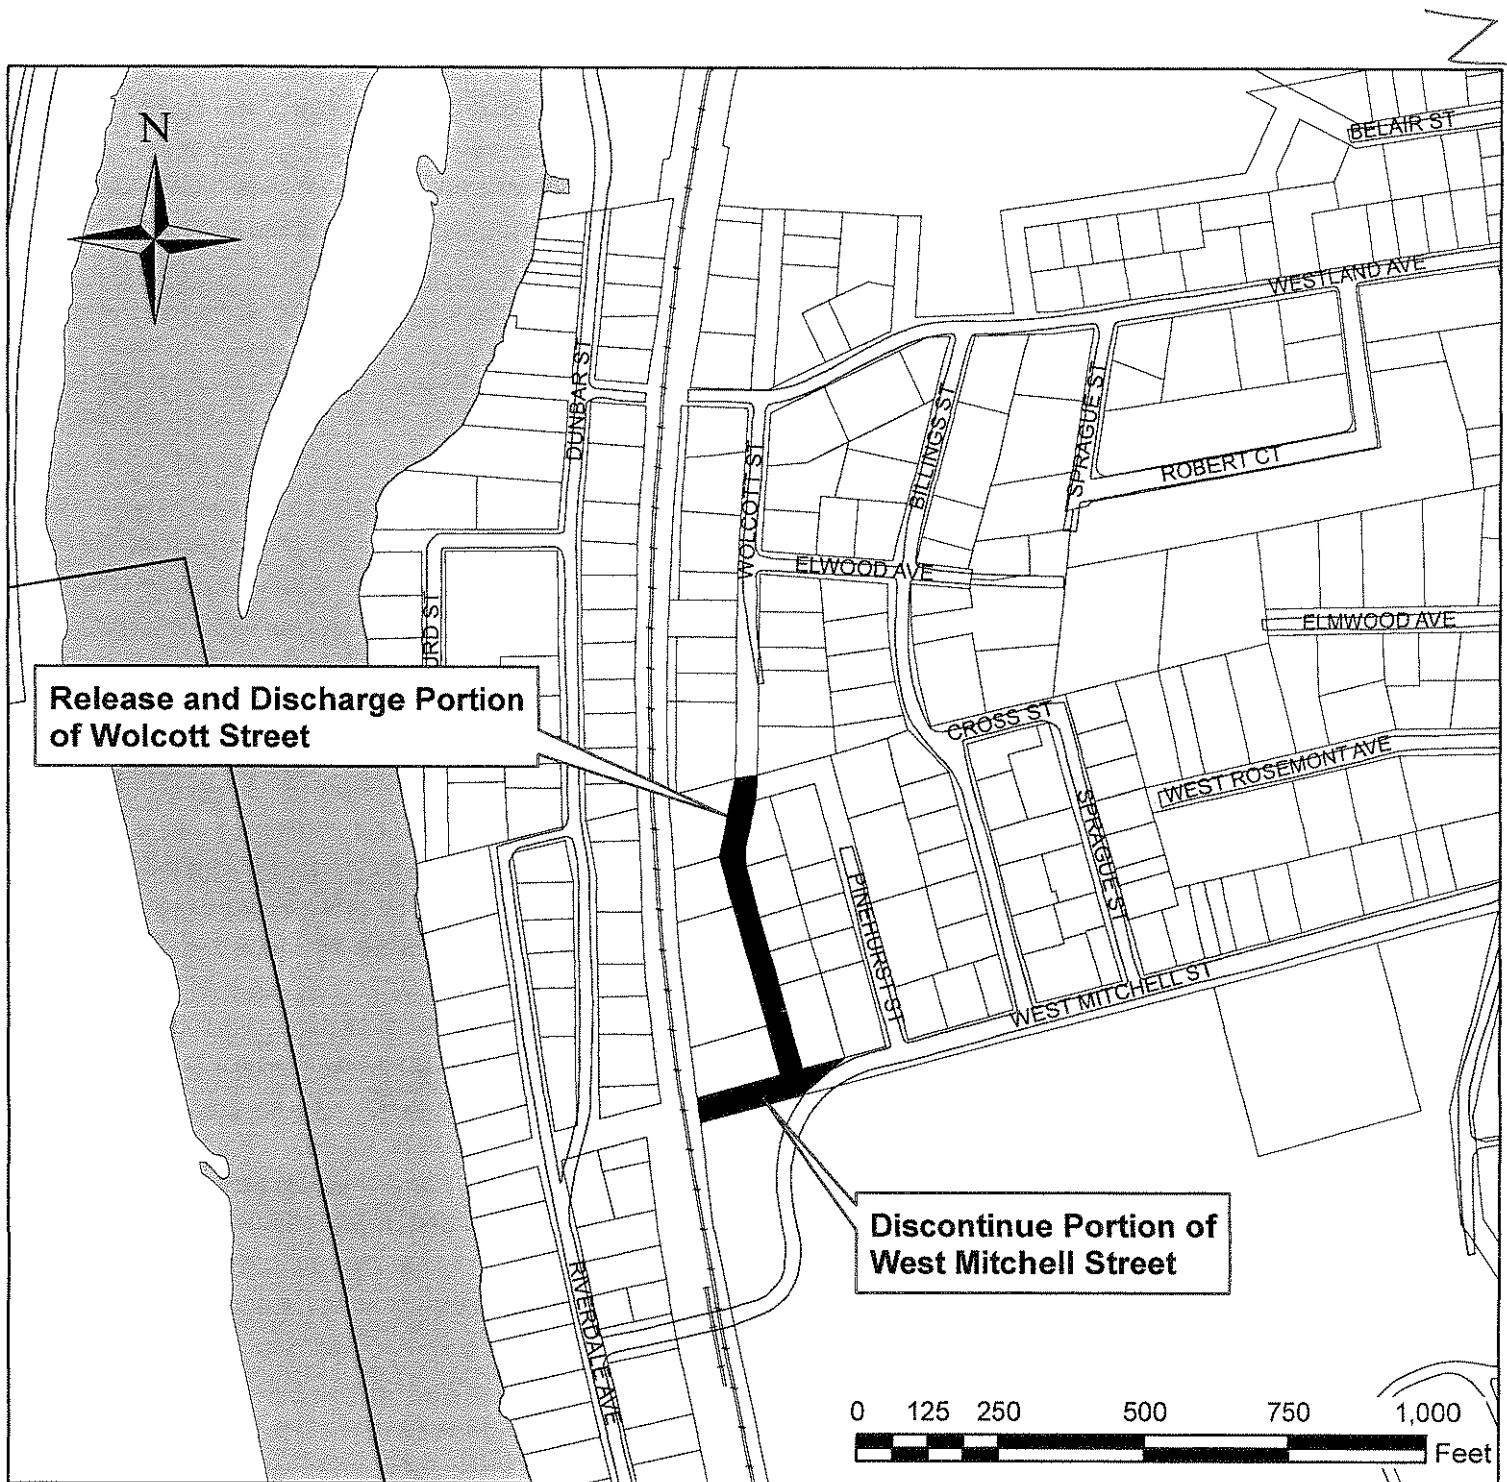 N
BELAIR ST
WESTLAND AVE
DUNBAR ST
WOLCOTT ST
BILLINGS ST
SPRAGUE ST
ROBERT CT
ELWOOD AVE
ELMWOOD AVE
URD ST
Release and Discharge Portion
of Wolcott Street
CROSS ST
WEST ROSEMONT AVE
SPRAGUE ST
PINEHURST ST
WEST MITCHELL ST
Discontinue Portion of
West Mitchell Street
RIVERDALE AVE
0 125 250 500 750 1,000
Feet